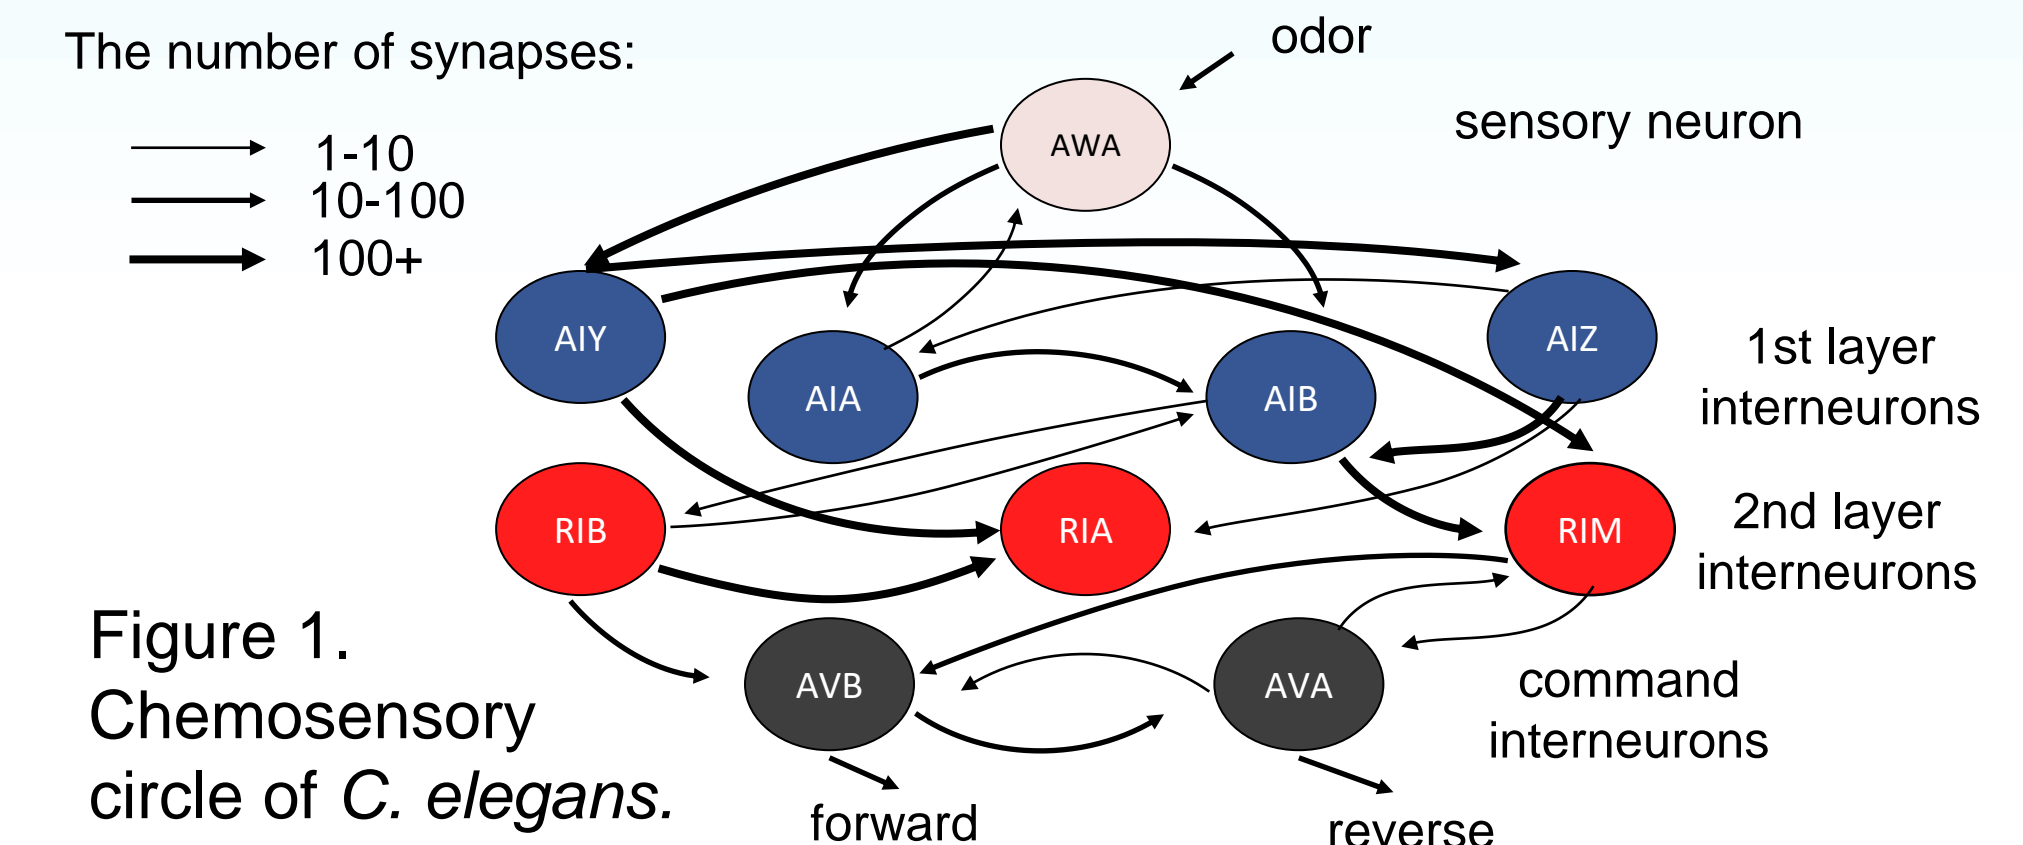 The number of synapses:
1-10
10-100
100+
odor
sensory neuron
AWA
AIY
AIA
AIB
AIZ
1st layer
interneurons
RIB
RIA
RIM
2nd layer
interneurons
AVB
AVA
command
interneurons
forward
reverse
Figure 1.
Chemosensory
circle of C. elegans.